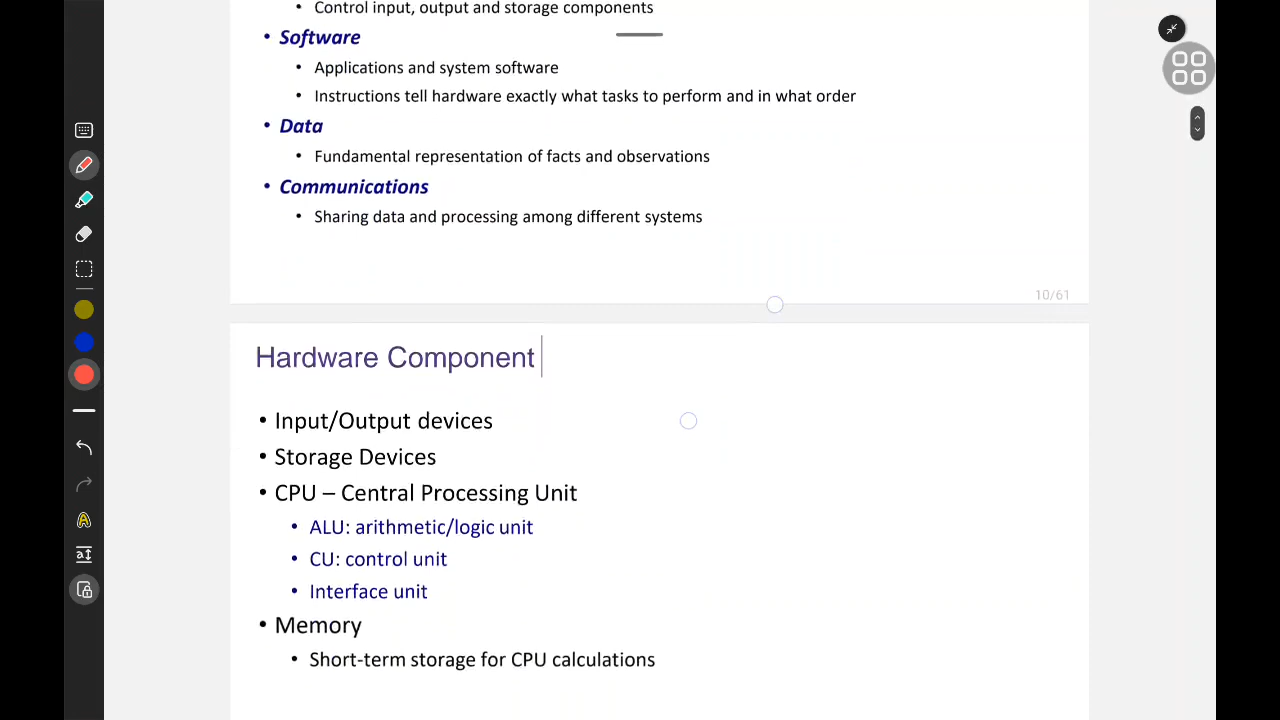 • Control input, output and storage components
• Software
• Applications and system software
• Instructions tell hardware exactly what tasks to perform and in what order
• Data
• Fundamental representation of facts and observations
• Communications
• Sharing data and processing among different systems
10/61
Hardware Component
• Input/Output devices
• Storage Devices
• CPU – Central Processing Unit
• ALU: arithmetic/logic unit
• CU: control unit
• Interface unit
• Memory
• Short-term storage for CPU calculations
A
a